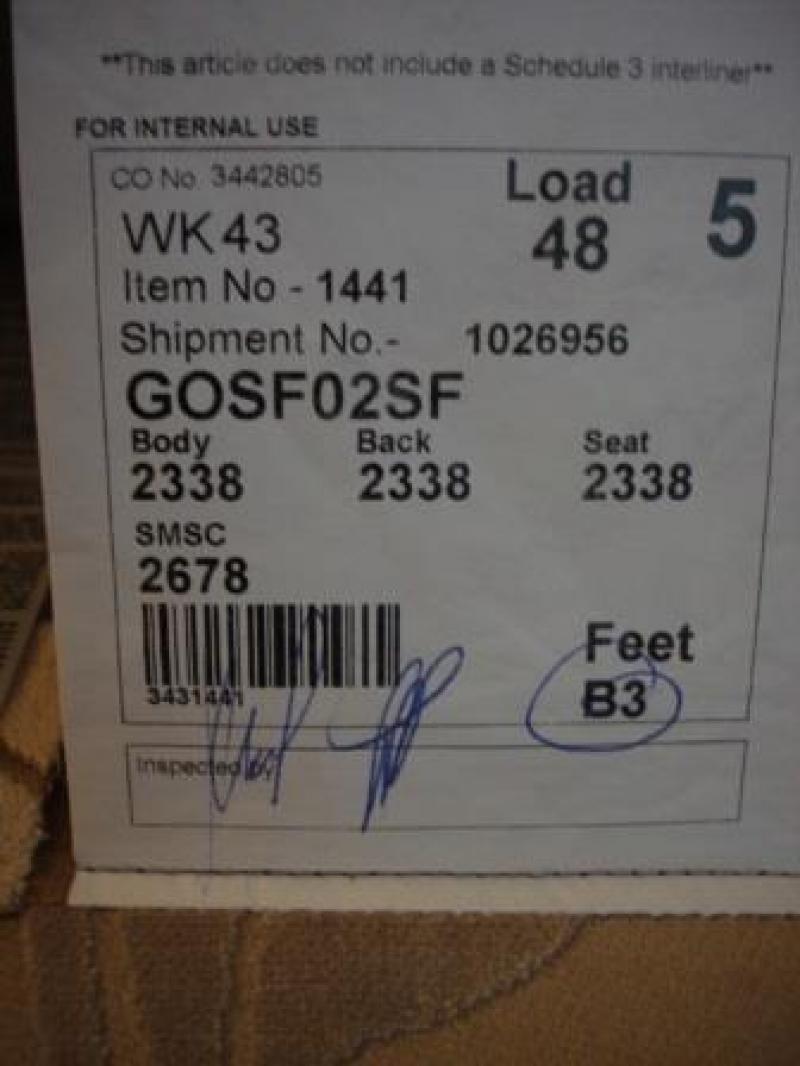 **This article does not include a Schedule 3 interliner**
FOR INTERNAL USE
CO No. 3442805
Load 5
WK43 48
Item No - 1441
Shipment No.- 1026956
GOSF02SF
Body Back Seat
2338 2338 2338
SMSC
2678
3431441
Feet
B3
Inspected by